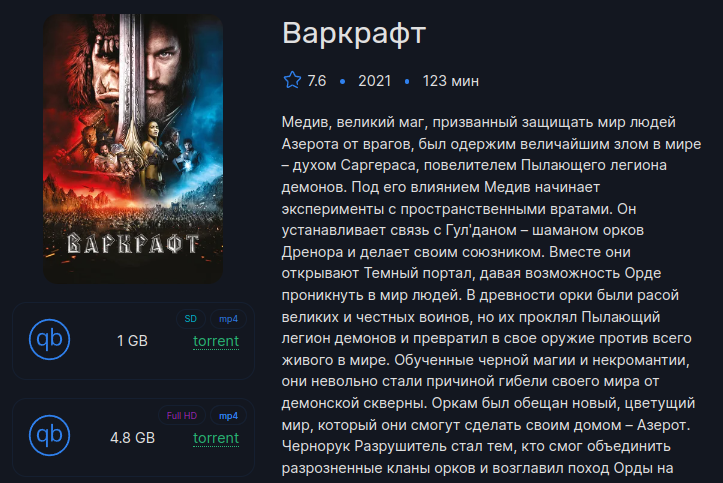 Варкрафт
7.6 • 2021 • 123 мин
Медив, великий маг, призванный защищать мир людей
Азерота от врагов, был одержим величайшим злом в мире
– духом Саргераса, повелителем Пылающего легиона
демонов. Под его влиянием Медив начинает
эксперименты с пространственными вратами. Он
устанавливает связь с Гул'даном – шаманом орков
Дренора и делает своим союзником. Вместе они
открывают Темный портал, давая возможность Орде
проникнуть в мир людей. В древности орки были расой
великих и честных воинов, но их проклял Пылающий
легион демонов и превратил в свое оружие против всего
живого в мире. Обученные черной магии и некромантии,
они невольно стали причиной гибели своего мира от
демонской скверны. Оркам был обещан новый, цветущий
мир, который они смогут сделать своим домом – Азерот.
Чернорук Разрушитель стал тем, кто смог объединить
разрозненные кланы орков и возглавил поход Орды на
ВАРКРАФТ
SD mp4
qb 1 GB torrent
Full HD mp4
qb 4.8 GB torrent